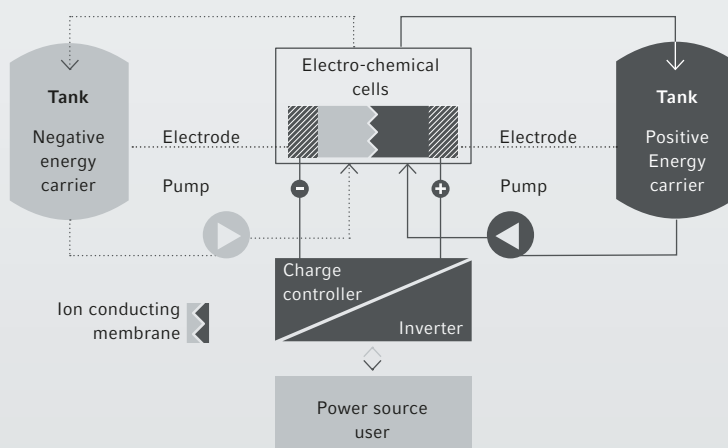 Electro-chemical
cells
Tank
Negative
energy
carrier
Electrode
Pump
-
+
Electrode
Pump
Tank
Positive
Energy
carrier
Charge
controller
Inverter
Ion conducting
membrane
Power source
user